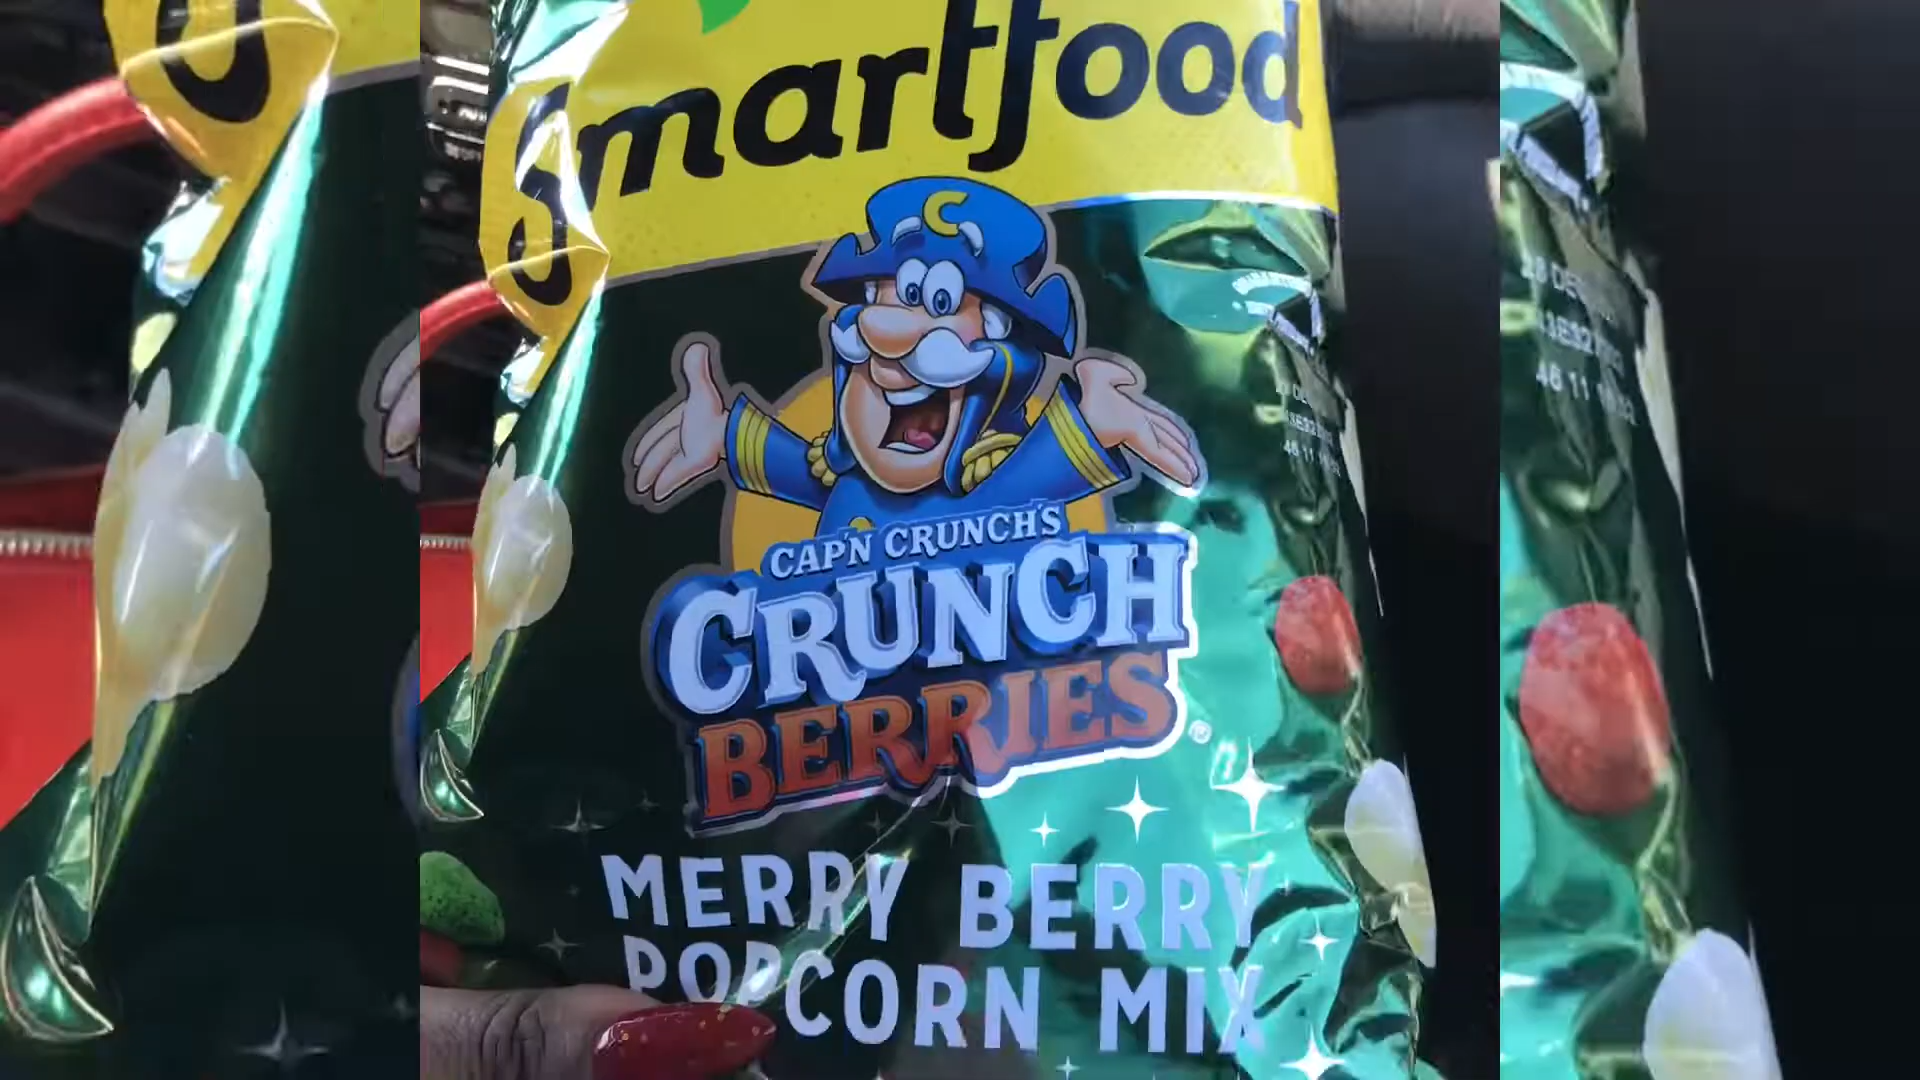 Smartfood
C
CAP'N CRUNCH'S
CRUNCH
BERRIES
®
MERRY BERRY
POPCORN MIX